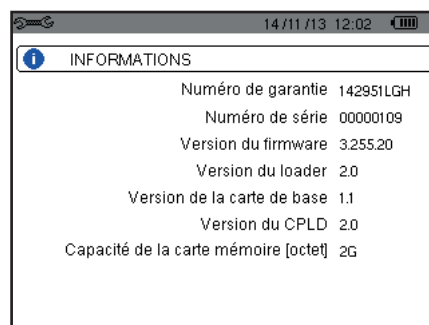 14/11/13 12:02
INFORMATIONS
Numéro de garantie 142951LGH
Numéro de série 00000109
Version du firmware 3.255.20
Version du loader 2.0
Version de la carte de base 1.1
Version du CPLD 2.0
Capacité de la carte mémoire [octet] 2G